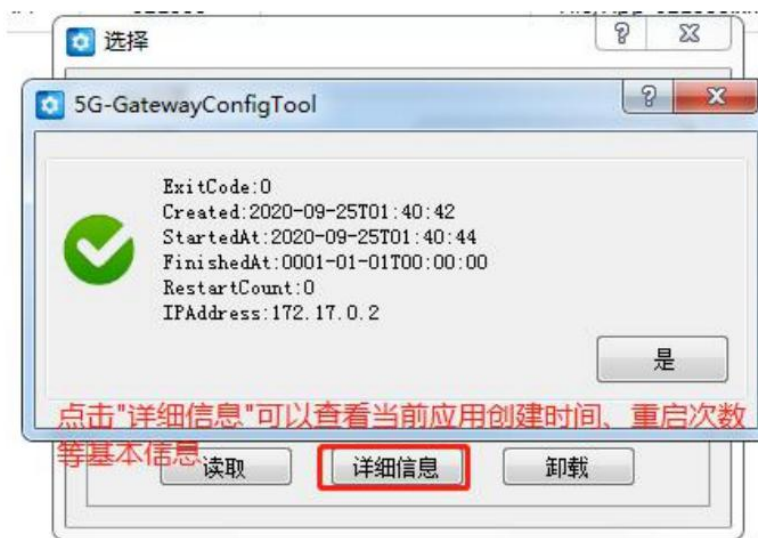 选择
5G-GatewayConfigTool
ExitCode:0
Created:2020-09-25T01:40:42
StartedAt:2020-09-25T01:40:44
FinishedAt:0001-01-01T00:00:00
RestartCount:0
IPAddress:172.17.0.2
是
点击"详细信息"可以查看当前应用创建时间、重启次数
等基本信息
读取
详细信息
卸载